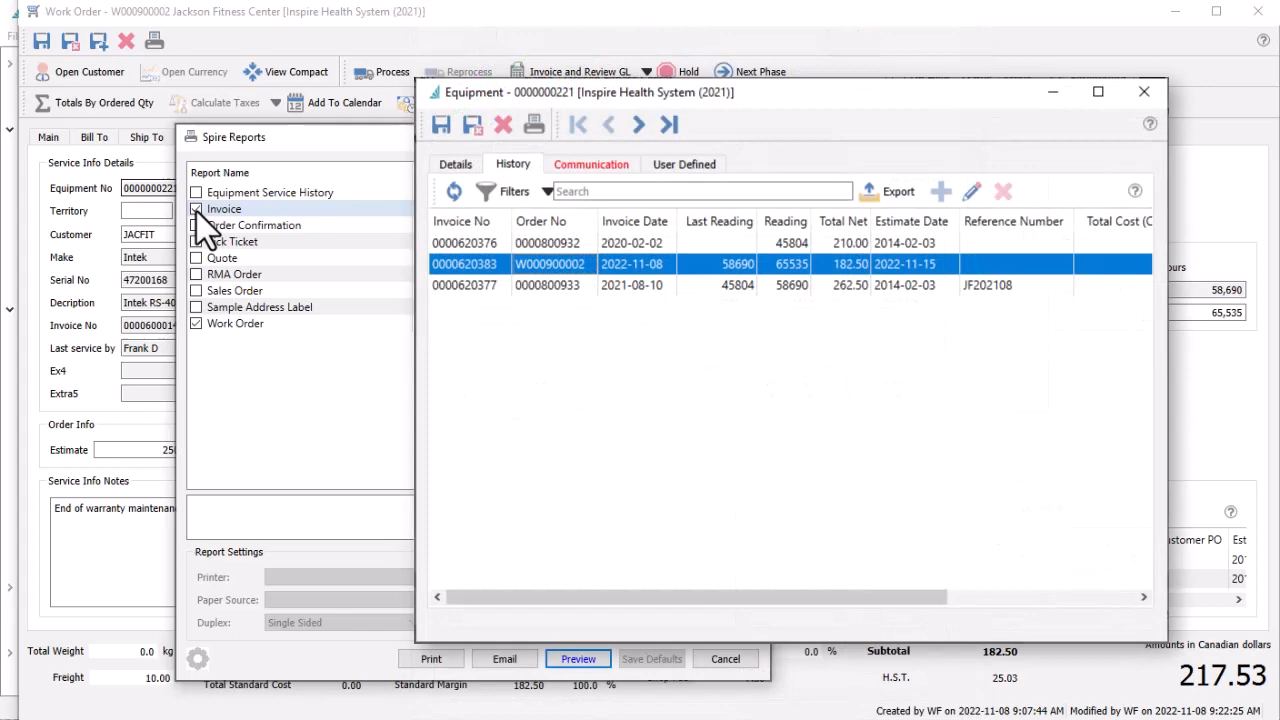 Work Order - W000900002 Jackson Fitness Center [Inspire Health System (2021)]
Open Customer Open Currency View Compact Process Reprocess Invoice and Review GL Hold Next Phase
Totals By Ordered Qty Calculate Taxes Add To Calendar
Main Bill To Ship To
Service Info Details
Equipment No 0000000221
Territory
Customer JACFIT
Make Intek
Serial No 47200168
Decription Intek RS-40
Invoice No
Last service by Frank D
Ex4
Extra5
Order Info
Estimate
Service Info Notes
End of warranty
Spire Reports
Report Name
Equipment Service History
Invoice
Order Confirmation
Ticket
Quote
RMA Order
Sales Order
Sample Address Label
Work Order
Report Settings
Printer:
Paper Source:
Duplex: Single Sided
Print Email Preview Save Defaults Cancel
Equipment - 0000000221 [Inspire Health System (2021)]
Details History Communication User Defined
Filters Search Export
Invoice No Order No Invoice Date Last Reading Reading Total Net Estimate Date Reference Number Total Cost (C
0000620376 0000800932 2020-02-02 45804 210.00 2014-02-03
0000620383 W000900002 2022-11-08 58690 65535 182.50 2022-11-15
0000620377 0000800933 2021-08-10 45804 58690 262.50 2014-02-03 JF202108
58,690
65,535
Est
Total Weight 0.0 kg
Freight 10.00
Total Standard Cost 0.00 Standard Margin 182.50 100.0 %
0.0 % Subtotal 182.50
H.S.T. 25.03
Amounts in Canadian dollars
217.53
Created by WF on 2022-11-08 9:07:44 AM Modified by WF on 2022-11-08 9:22:25 AM